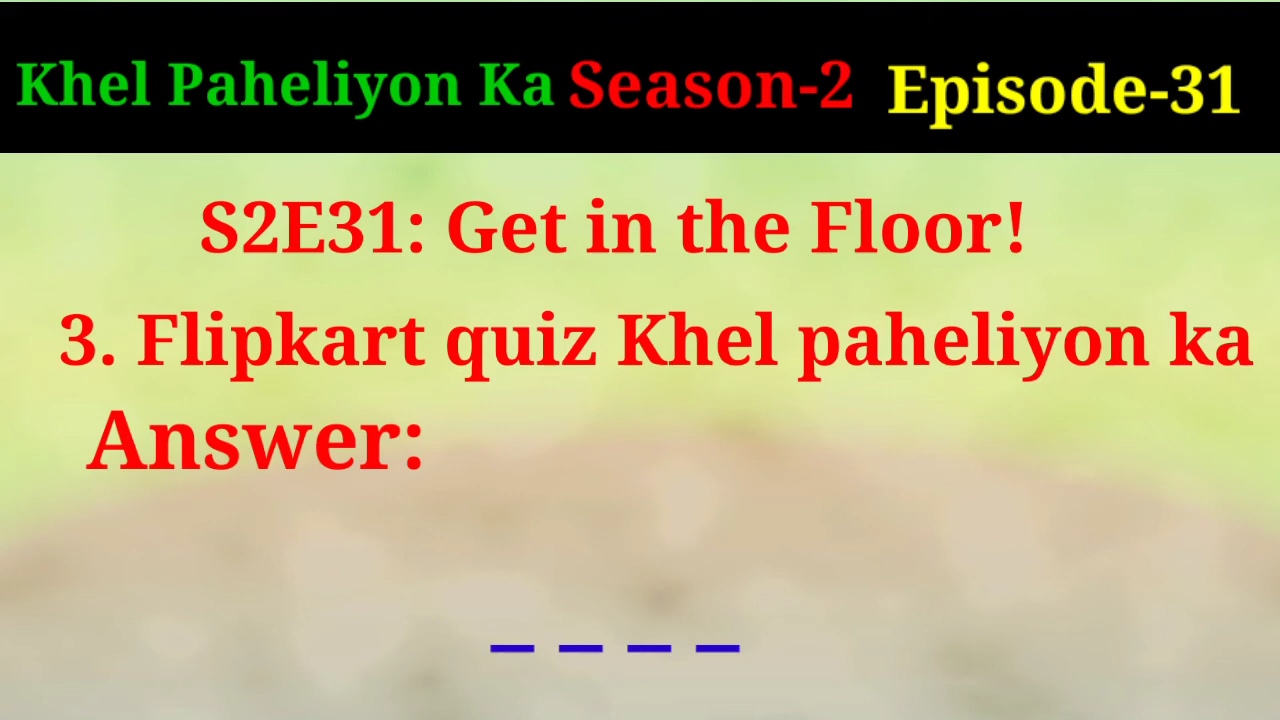 Khel Paheliyon Ka Season-2 Episode-31
S2E31: Get in the Floor!
3. Flipkart quiz Khel paheliyon ka
Answer:
_ _ _ _